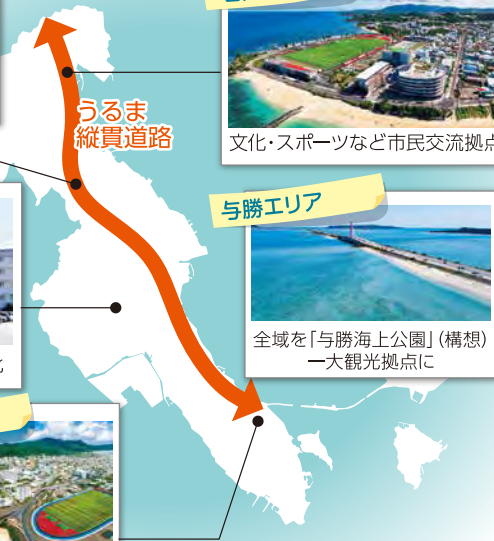 うるま
縦貫道路
文化・スポーツなど市民交流拠点
与勝エリア
全域を「与勝海上公園」(構想)
一大観光拠点に